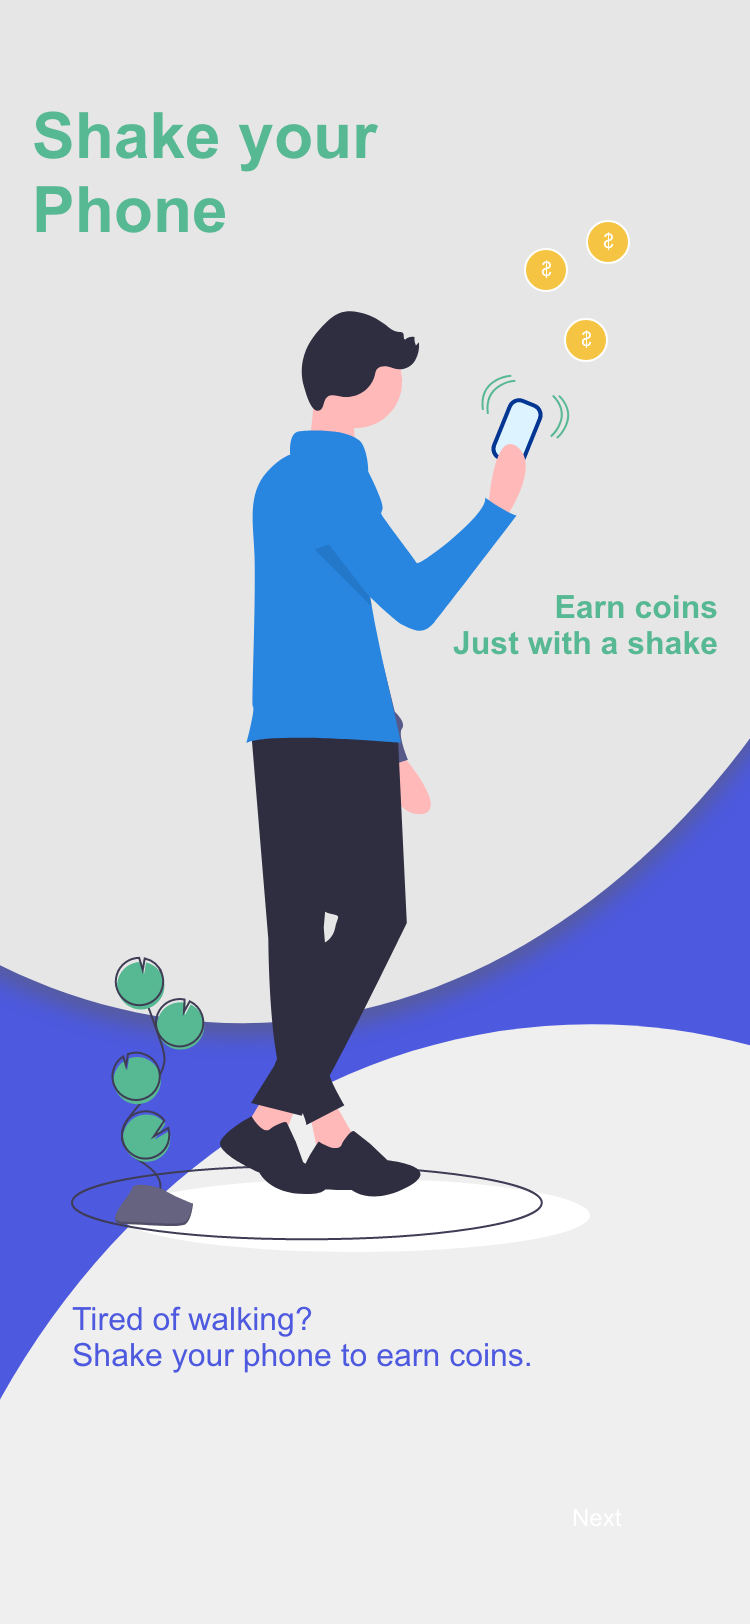 Shake your
Phone
$
$
$
Earn coins
Just with a shake
Tired of walking?
Shake your phone to earn coins.
Next